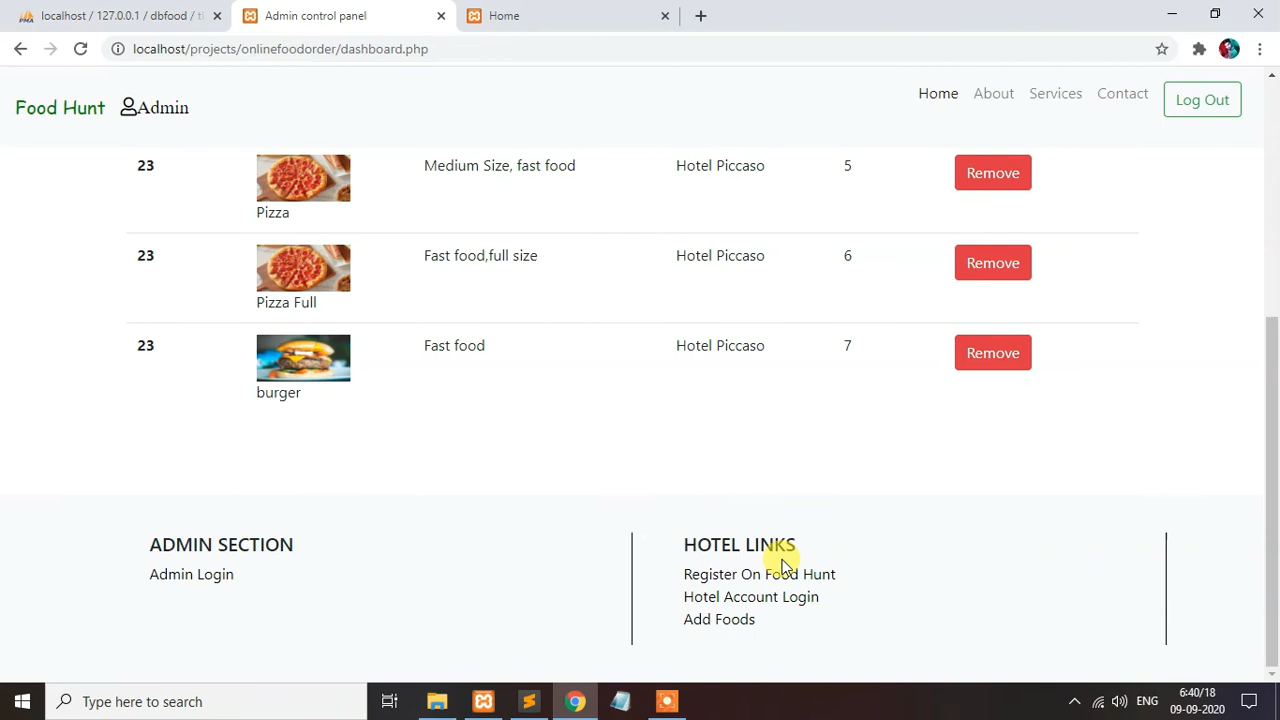 localhost / 127.0.0.1 / dbfood / t
Admin control panel
Home
localhost/projects/onlinefoodorder/dashboard.php
Food Hunt
Admin
Home
About
Services
Contact
Log Out
23
Medium Size, fast food
Hotel Piccaso
5
Remove
Pizza
23
Fast food,full size
Hotel Piccaso
6
Remove
Pizza Full
23
Fast food
Hotel Piccaso
7
Remove
burger
ADMIN SECTION
Admin Login
HOTEL LINKS
Register On Food Hunt
Hotel Account Login
Add Foods
Type here to search
ENG
6:40/18
09-09-2020